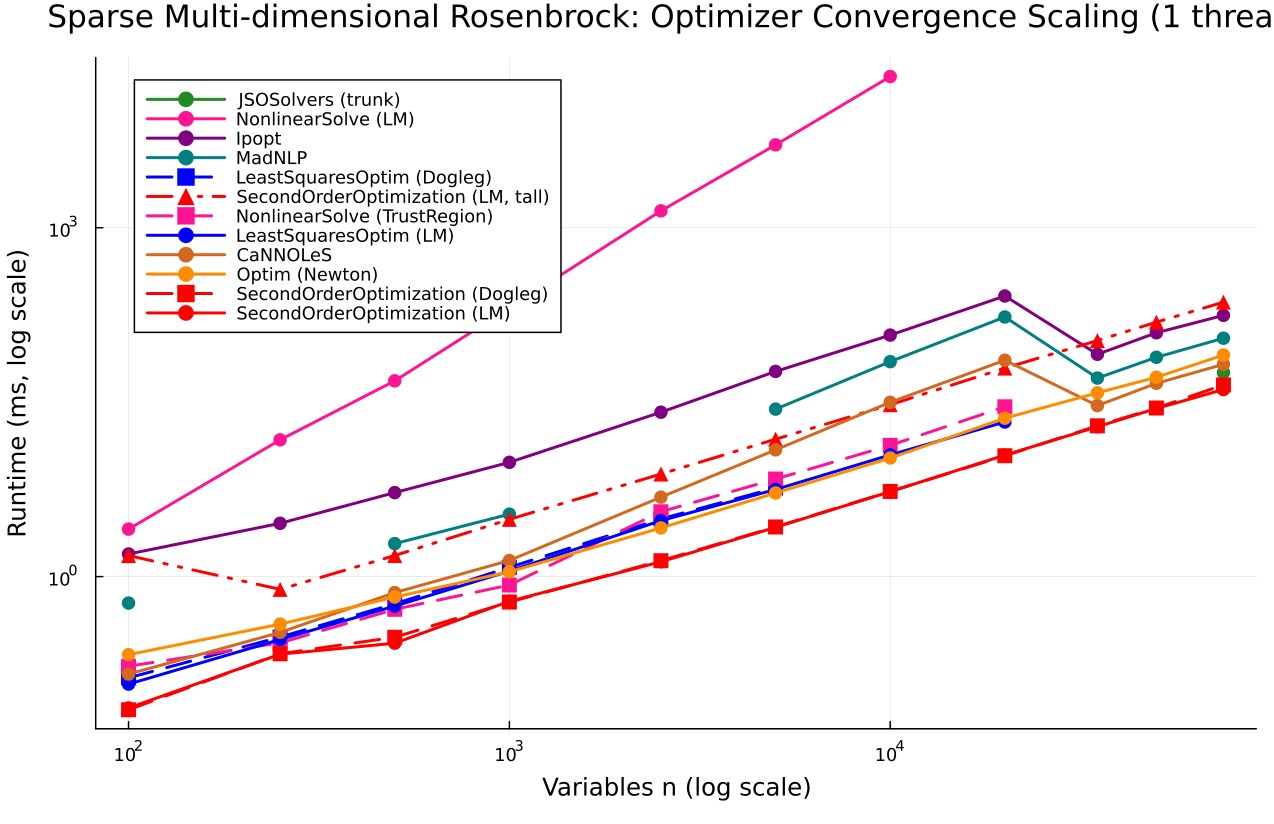 Sparse Multi-dimensional Rosenbrock: Optimizer Convergence Scaling (1 threa
JSOSolvers (trunk)
NonlinearSolve (LM)
Ipopt
MadNLP
LeastSquaresOptim (Dogleg)
SecondOrderOptimization (LM, tall)
NonlinearSolve (TrustRegion)
LeastSquaresOptim (LM)
CaNNOLeS
Optim (Newton)
SecondOrderOptimization (Dogleg)
SecondOrderOptimization (LM)
Runtime (ms, log scale)
10³
10⁰
10² 10³ 10⁴
Variables n (log scale)